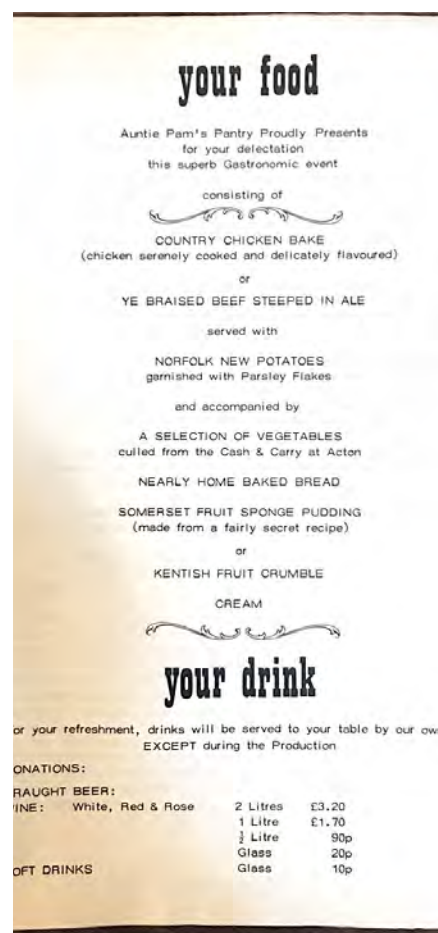 your food
Auntie Pam's Pantry Proudly Presents
for your delectation
this superb Gastronomic event
consisting of
COUNTRY CHICKEN BAKE
(chicken serenely cooked and delicately flavoured)
or
YE BRAISED BEEF STEEPED IN ALE
served with
NORFOLK NEW POTATOES
garnished with Parsley Flakes
and accompanied by
A SELECTION OF VEGETABLES
culled from the Cash & Carry at Acton
NEARLY HOME BAKED BREAD
SOMERSET FRUIT SPONGE PUDDING
(made from a fairly secret recipe)
or
KENTISH FRUIT CRUMBLE
CREAM
your drink
or your refreshment, drinks will be served to your table by our ow
EXCEPT during the Production
ONATIONS:
RAUGHT BEER:
INE: White, Red & Rose 2 Litres £3.20
1 Litre £1.70
½ Litre 90p
Glass 20p
OFT DRINKS Glass 10p